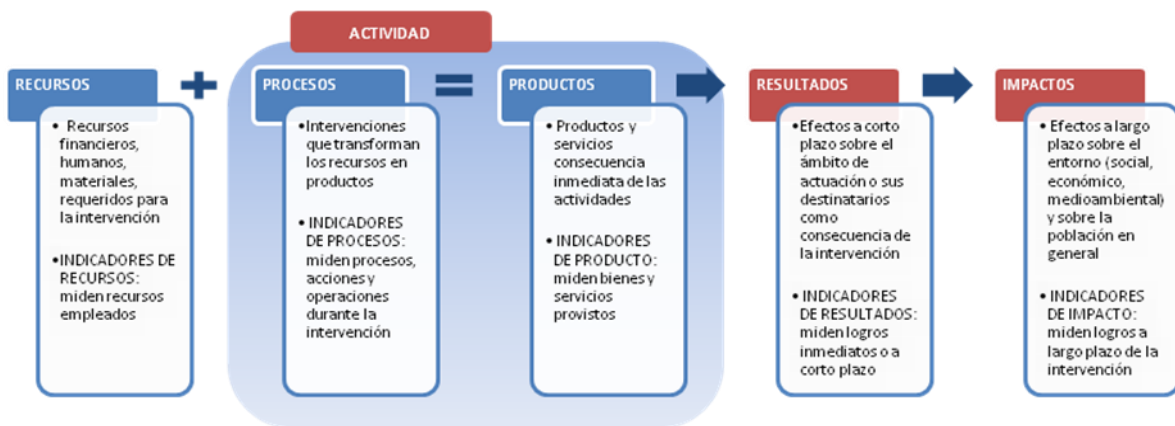 ACTIVIDAD
RECURSOS
• Recursos
financieros,
humanos,
materiales,
requeridos para
la intervención
• INDICADORES DE
RECURSOS:
miden recursos
empleados
PROCESOS
• Intervenciones
que transforman
los recursos en
productos
• INDICADORES
DE PROCESOS:
miden procesos,
acciones y
operaciones
durante la
intervención
PRODUCTOS
• Productos y
servicios
consecuencia
inmediata de las
actividades
• INDICADORES
DE PRODUCTO:
miden bienes y
servicios
provistos
RESULTADOS
• Efectos a corto
plazo sobre el
ámbito de
actuación o sus
destinatarios
como
consecuencia de
la intervención
• INDICADORES
DE RESULTADOS:
miden logros
inmediatos o a
corto plazo
IMPACTOS
• Efectos a largo
plazo sobre el
entorno (social,
económico,
medioambiental)
y sobre la
población en
general
• INDICADORES
DE IMPACTO:
miden logros a
largo plazo de la
intervención